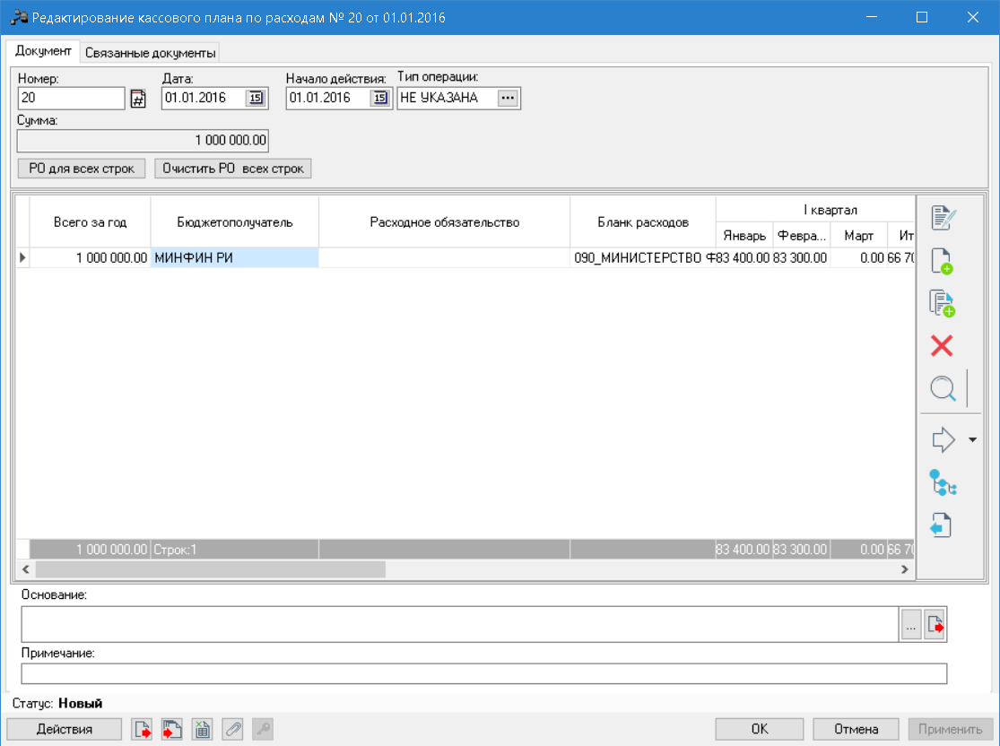 Редактирование кассового плана по расходам № 20 от 01.01.2016
Документ Связанные документы
Номер: Дата: Начало действия: Тип операции:
20 # 01.01.2016 15 01.01.2016 15 НЕ УКАЗАНА ...
Сумма:
1 000 000.00
РО для всех строк Очистить РО всех строк
Всего за год Бюджетополучатель Расходное обязательство Бланк расходов I квартал
Январь Февра... Март Ит
1 000 000.00 МИНФИН РИ 090_МИНИСТЕРСТВО Ф 83 400.00 83 300.00 0.00 66 70
1 000 000.00 Строк:1 83 400.00 83 300.00 0.00 66 70
Основание:
...
Примечание:
Статус: Новый
Действия OK Отмена Применить